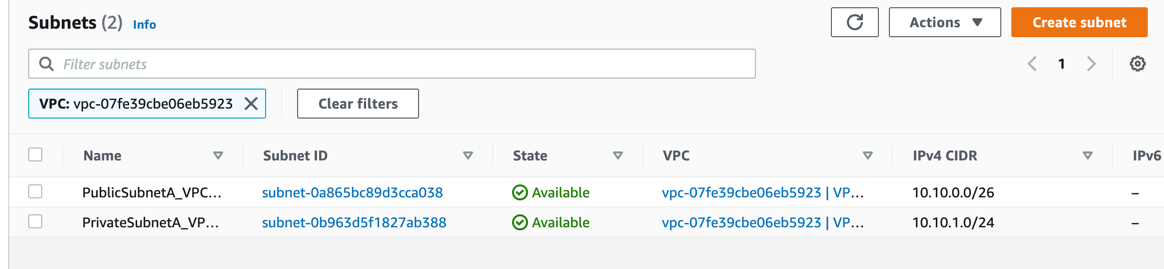 Subnets (2) Info
Actions
Create subnet
Filter subnets
1
VPC: vpc-07fe39cbe06eb5923
Clear filters
Name Subnet ID State VPC IPv4 CIDR IPv6
PublicSubnetA_VPC... subnet-0a865bc89d3cca038 Available vpc-07fe39cbe06eb5923 | VP... 10.10.0.0/26 –
PrivateSubnetA_VP... subnet-0b963d5f1827ab388 Available vpc-07fe39cbe06eb5923 | VP... 10.10.1.0/24 –